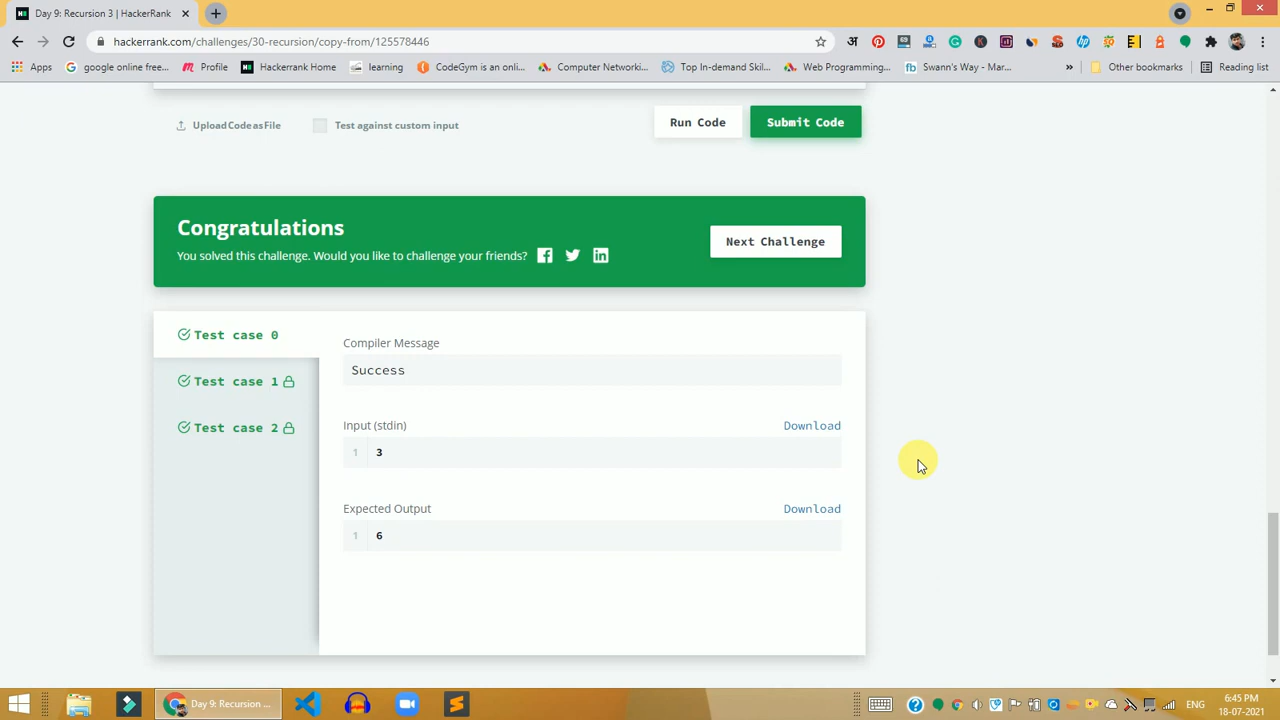 Day 9: Recursion 3 | HackerRank
hackerrank.com/challenges/30-recursion/copy-from/125578446
Apps google online free... Profile Hackerrank Home learning CodeGym is an onli... Computer Networki... Top In-demand Skil... Web Programming... Swann's Way - Mar... » Other bookmarks Reading list
Upload Code as File Test against custom input Run Code Submit Code
Congratulations
You solved this challenge. Would you like to challenge your friends?
Next Challenge
Test case 0
Test case 1
Test case 2
Compiler Message
Success
Input (stdin) Download
1 3
Expected Output Download
1 6
Day 9: Recursion ...
ENG
6:45 PM
18-07-2021